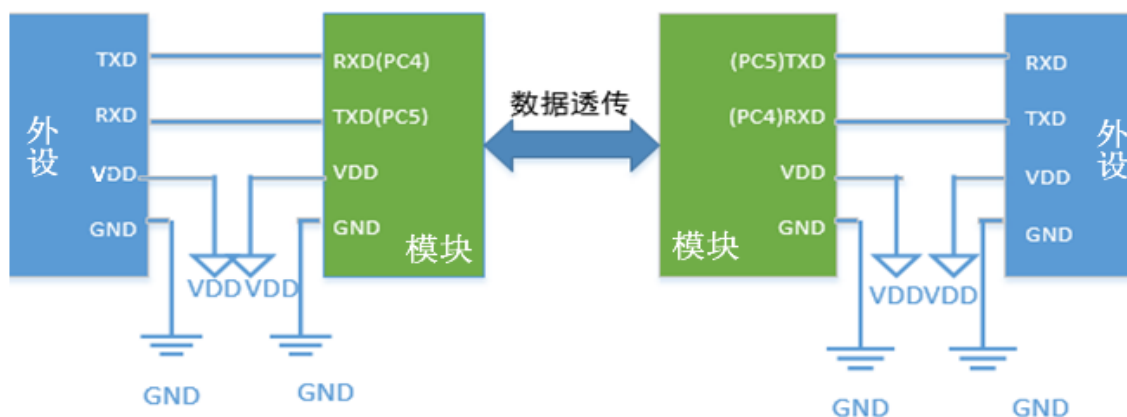 外设
TXD
RXD
VDD
GND
RXD(PC4)
TXD(PC5)
VDD
GND
模块
数据透传
(PC5)TXD
(PC4)RXD
VDD
GND
模块
RXD
TXD
VDD
GND
外设
VDD VDD
GND
GND
VDD VDD
GND
GND